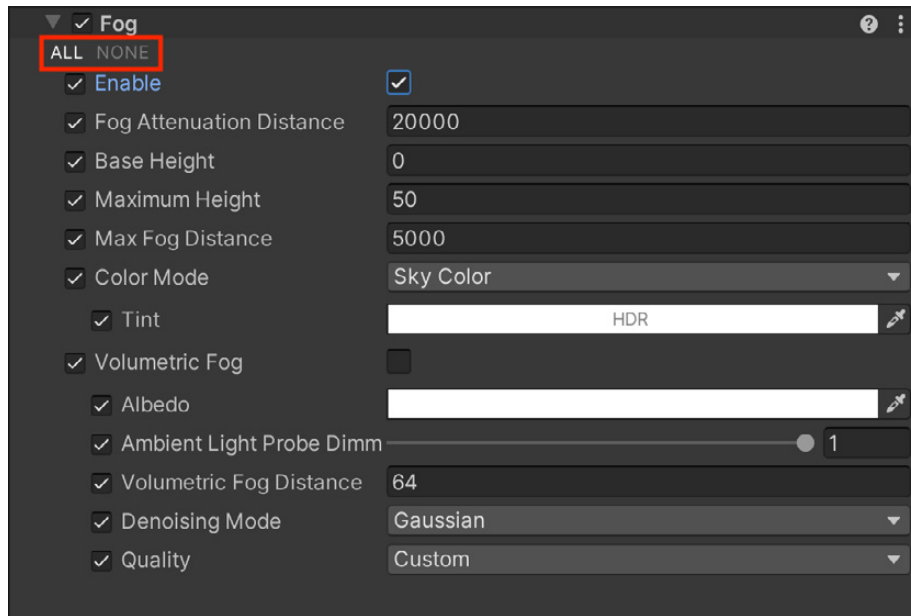 Fog
ALL NONE
Enable
Fog Attenuation Distance 20000
Base Height 0
Maximum Height 50
Max Fog Distance 5000
Color Mode Sky Color
Tint HDR
Volumetric Fog
Albedo
Ambient Light Probe Dimm 1
Volumetric Fog Distance 64
Denoising Mode Gaussian
Quality Custom